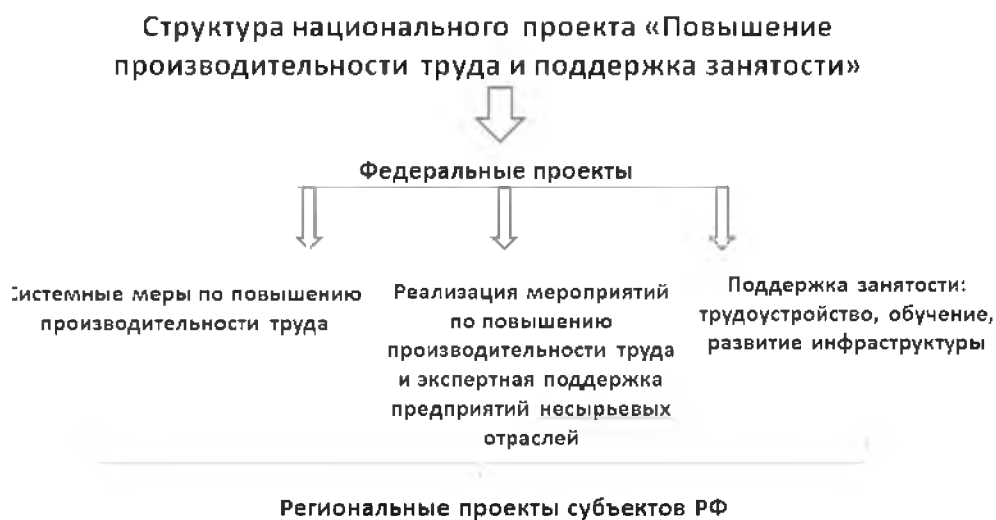 Структура национального проекта «Повышение
производительности труда и поддержка занятости»
Федеральные проекты
Системные меры по повышению
производительности труда
Реализация мероприятий
по повышению
производительности труда
и экспертная поддержка
предприятий несырьевых
отраслей
Поддержка занятости:
трудоустройство, обучение,
развитие инфраструктуры
Региональные проекты субъектов РФ